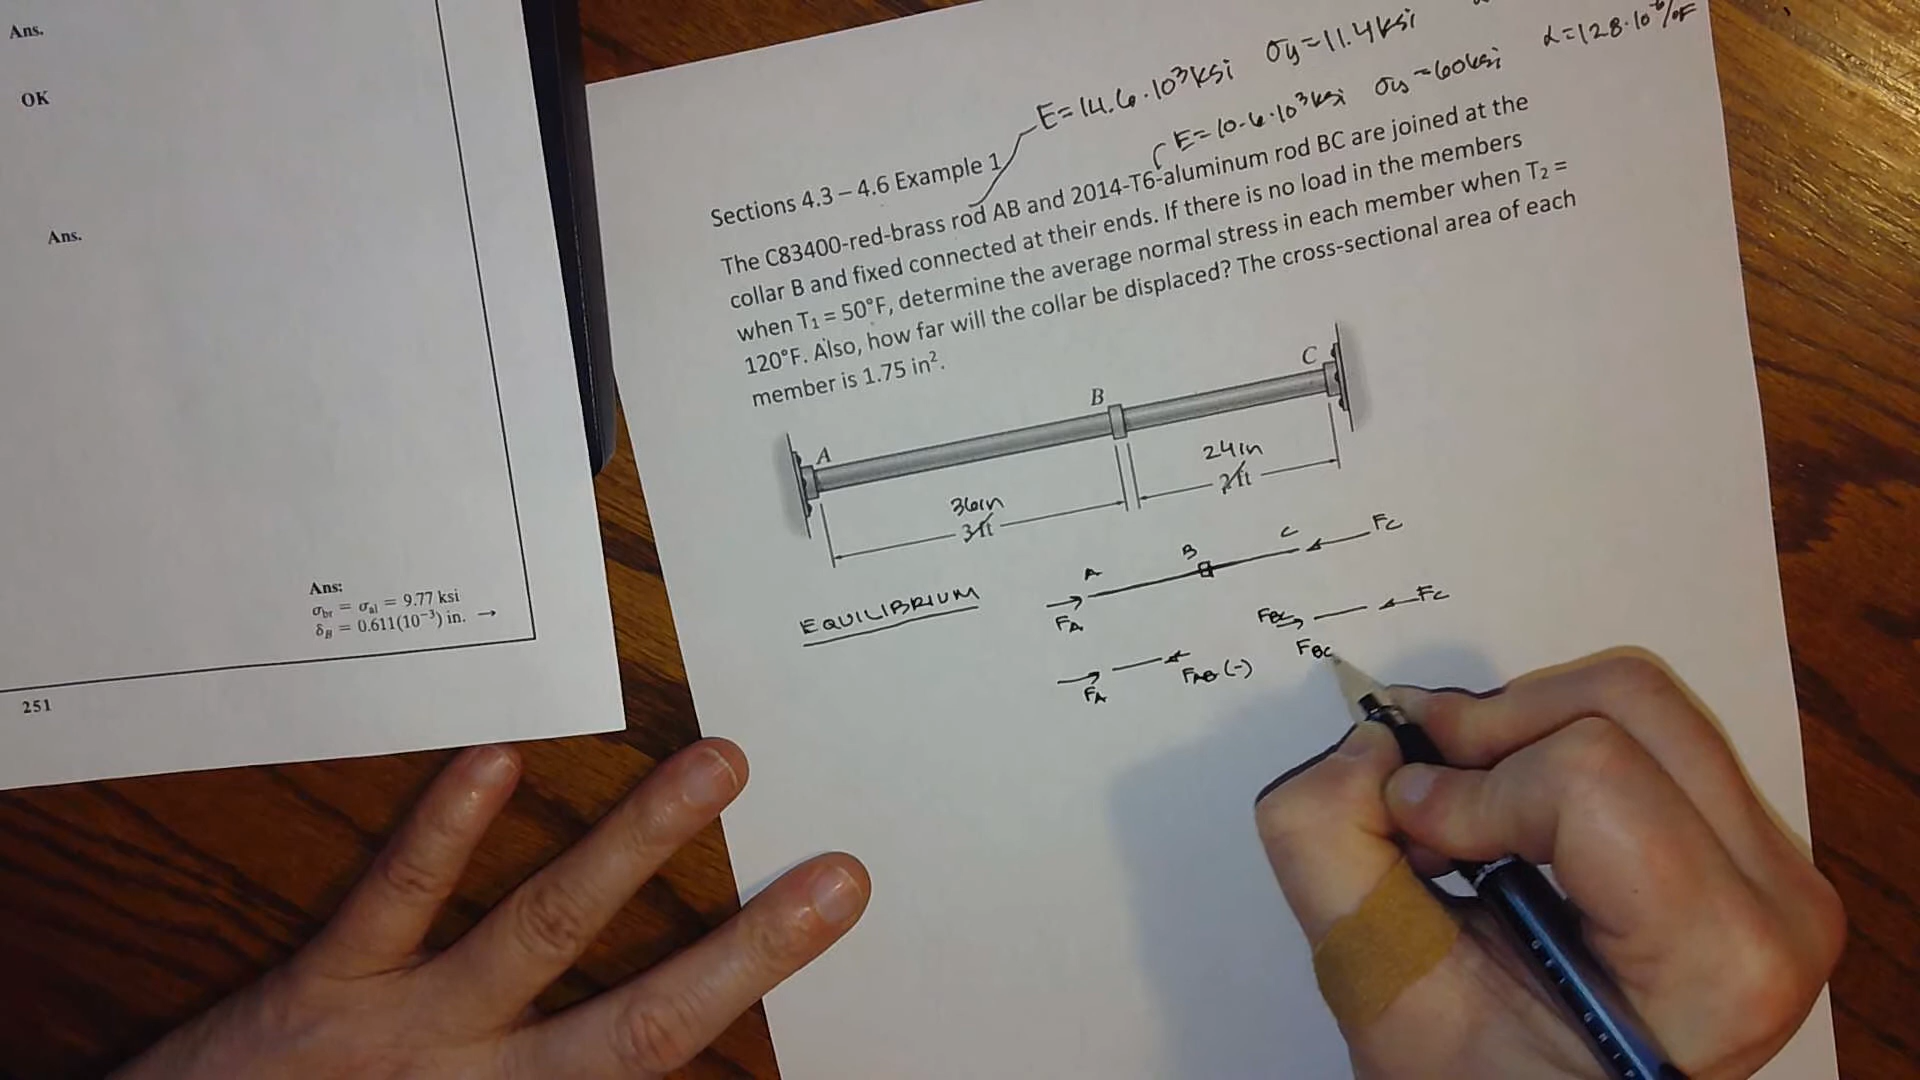 Ans.
OK
Ans.
Ans:
σbr = σal = 9.77 ksi
δB = 0.611(10⁻³) in. →
251
E=14.6·10³ksi σy=11.4ksi
E=10.6·10³ksi σy=60ksi α=12.8·10⁻⁶/°F
Sections 4.3 – 4.6 Example 1
The C83400-red-brass rod AB and 2014-T6-aluminum rod BC are joined at the
collar B and fixed connected at their ends. If there is no load in the members
when T₁ = 50°F, determine the average normal stress in each member when T₂ =
120°F. Also, how far will the collar be displaced? The cross-sectional area of each
member is 1.75 in².
A
B
C
36in
3 ft
24in
2 ft
EQUILIBRIUM
A
B
C
FC
FA
FBC
FC
FA
FAB (-)
FBC